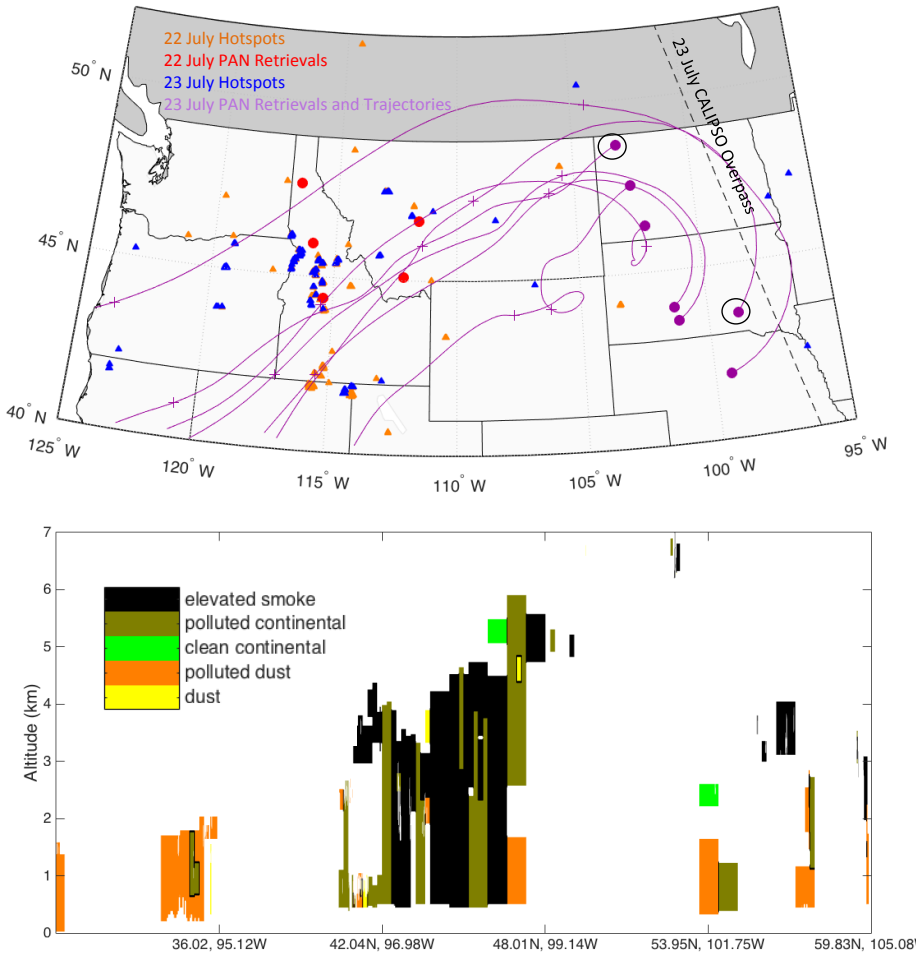 22 July Hotspots
22 July PAN Retrievals
23 July Hotspots
23 July PAN Retrievals and Trajectories
23 July CALIPSO Overpass
50° N
45° N
40° N
125° W
120° W
115° W
110° W
105° W
100° W
95° W
7
6
5
4
3
2
1
0
Altitude (km)
elevated smoke
polluted continental
clean continental
polluted dust
dust
36.02, 95.12W
42.04N, 96.98W
48.01N, 99.14W
53.95N, 101.75W
59.83N, 105.08W